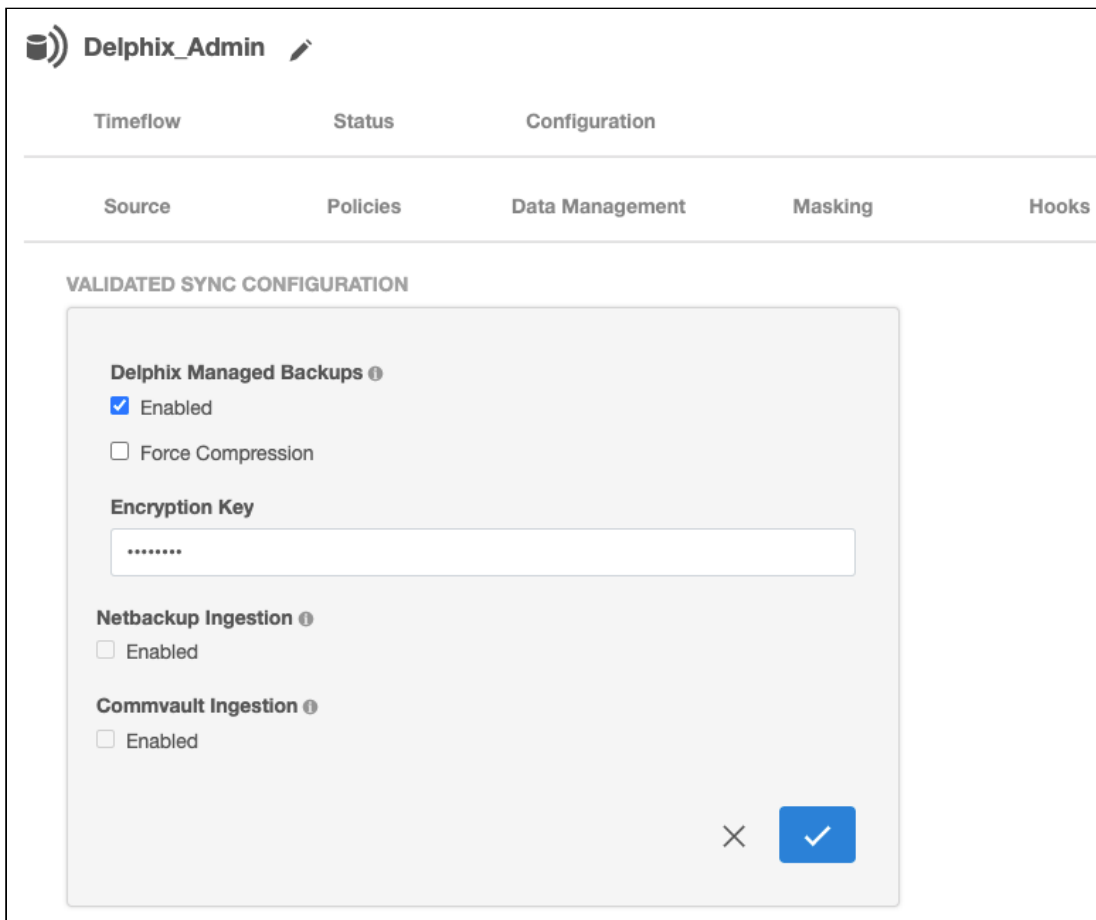 Delphix_Admin
Timeflow Status Configuration
Source Policies Data Management Masking Hooks
VALIDATED SYNC CONFIGURATION
Delphix Managed Backups
Enabled
Force Compression
Encryption Key
••••••••
Netbackup Ingestion
Enabled
Commvault Ingestion
Enabled